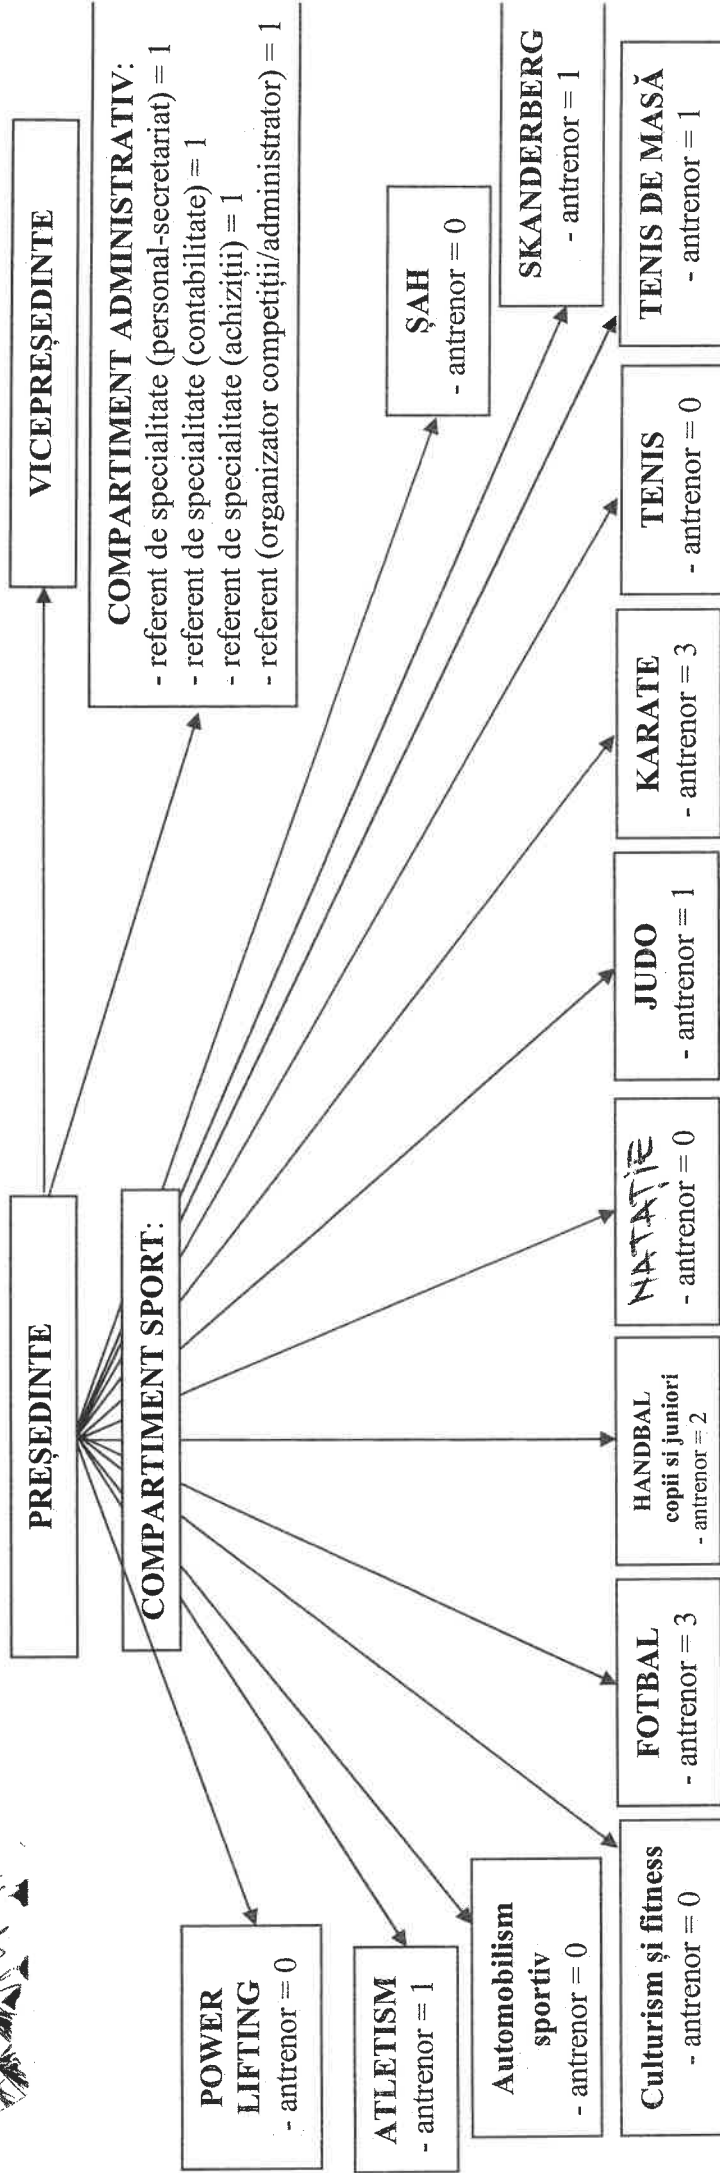 PREȘEDINTE
VICEPREȘEDINTE
COMPARTIMENT SPORT:
COMPARTIMENT ADMINISTRATIV:
- referent de specialitate (personal-secretariat) = 1
- referent de specialitate (contabilitate) = 1
- referent de specialitate (achiziții) = 1
- referent (organizator competiții/administrator) = 1
POWER
LIFTING
- antrenor = 0
ATLETISM
- antrenor = 1
Automobilism
sportiv
- antrenor = 0
ȘAH
- antrenor = 0
SKANDERBERG
- antrenor = 1
Culturism și fitness
- antrenor = 0
FOTBAL
- antrenor = 3
HANDBAL
copii si juniori
- antrenor = 2
NATAȚIE
- antrenor = 0
JUDO
- antrenor = 1
KARATE
- antrenor = 3
TENIS
- antrenor = 0
TENIS DE MASĂ
- antrenor = 1